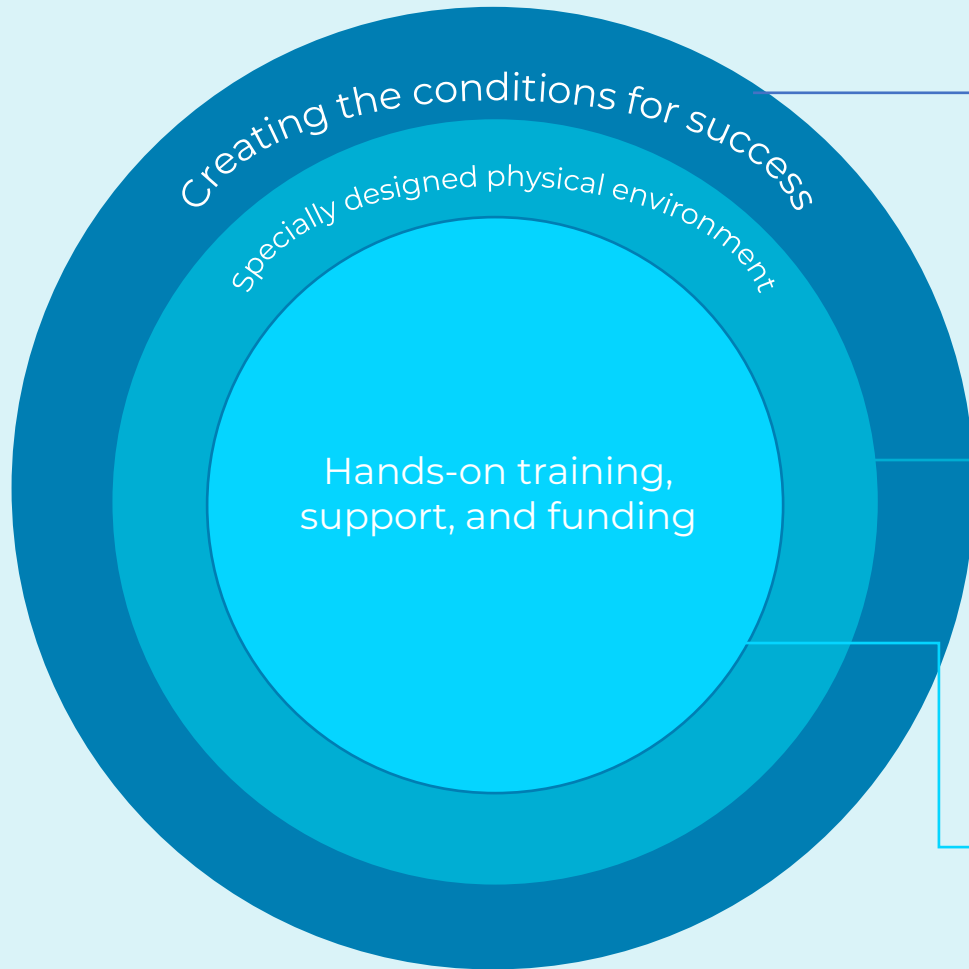 Creating the conditions for success
Specially designed physical environment
Hands-on training,
support, and funding